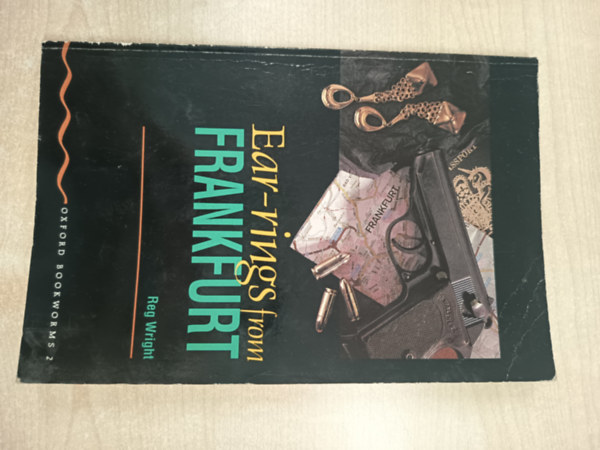 Ear-rings from
FRANKFURT
Reg Wright
OXFORD BOOKWORMS 2
FRANKFURT